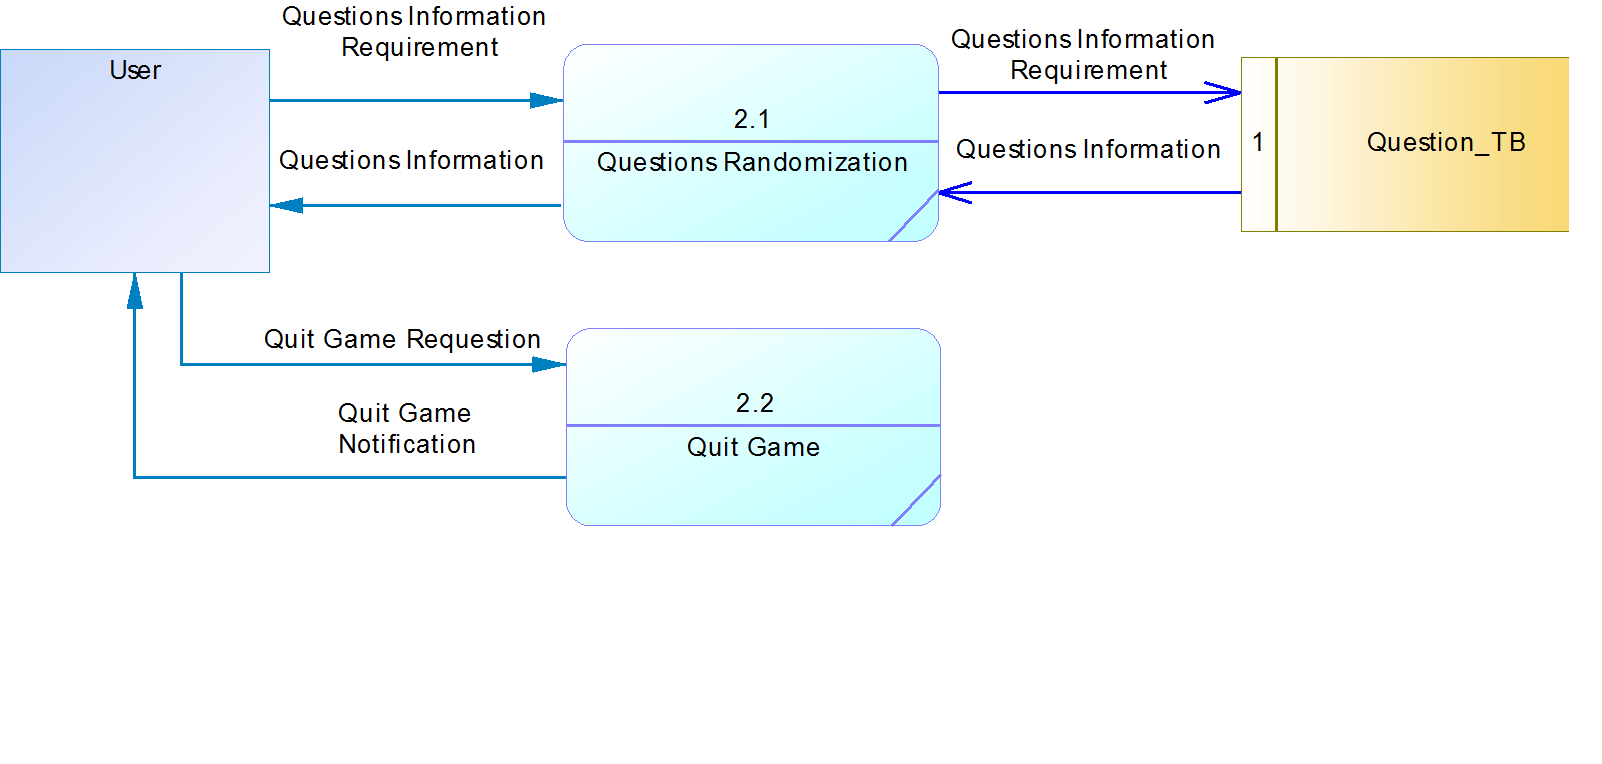 Questions Information
Requirement
User
2.1
Questions Randomization
Questions Information
Questions Information
Requirement
Questions Information
1
Question_TB
Quit Game Requestion
Quit Game
Notification
2.2
Quit Game